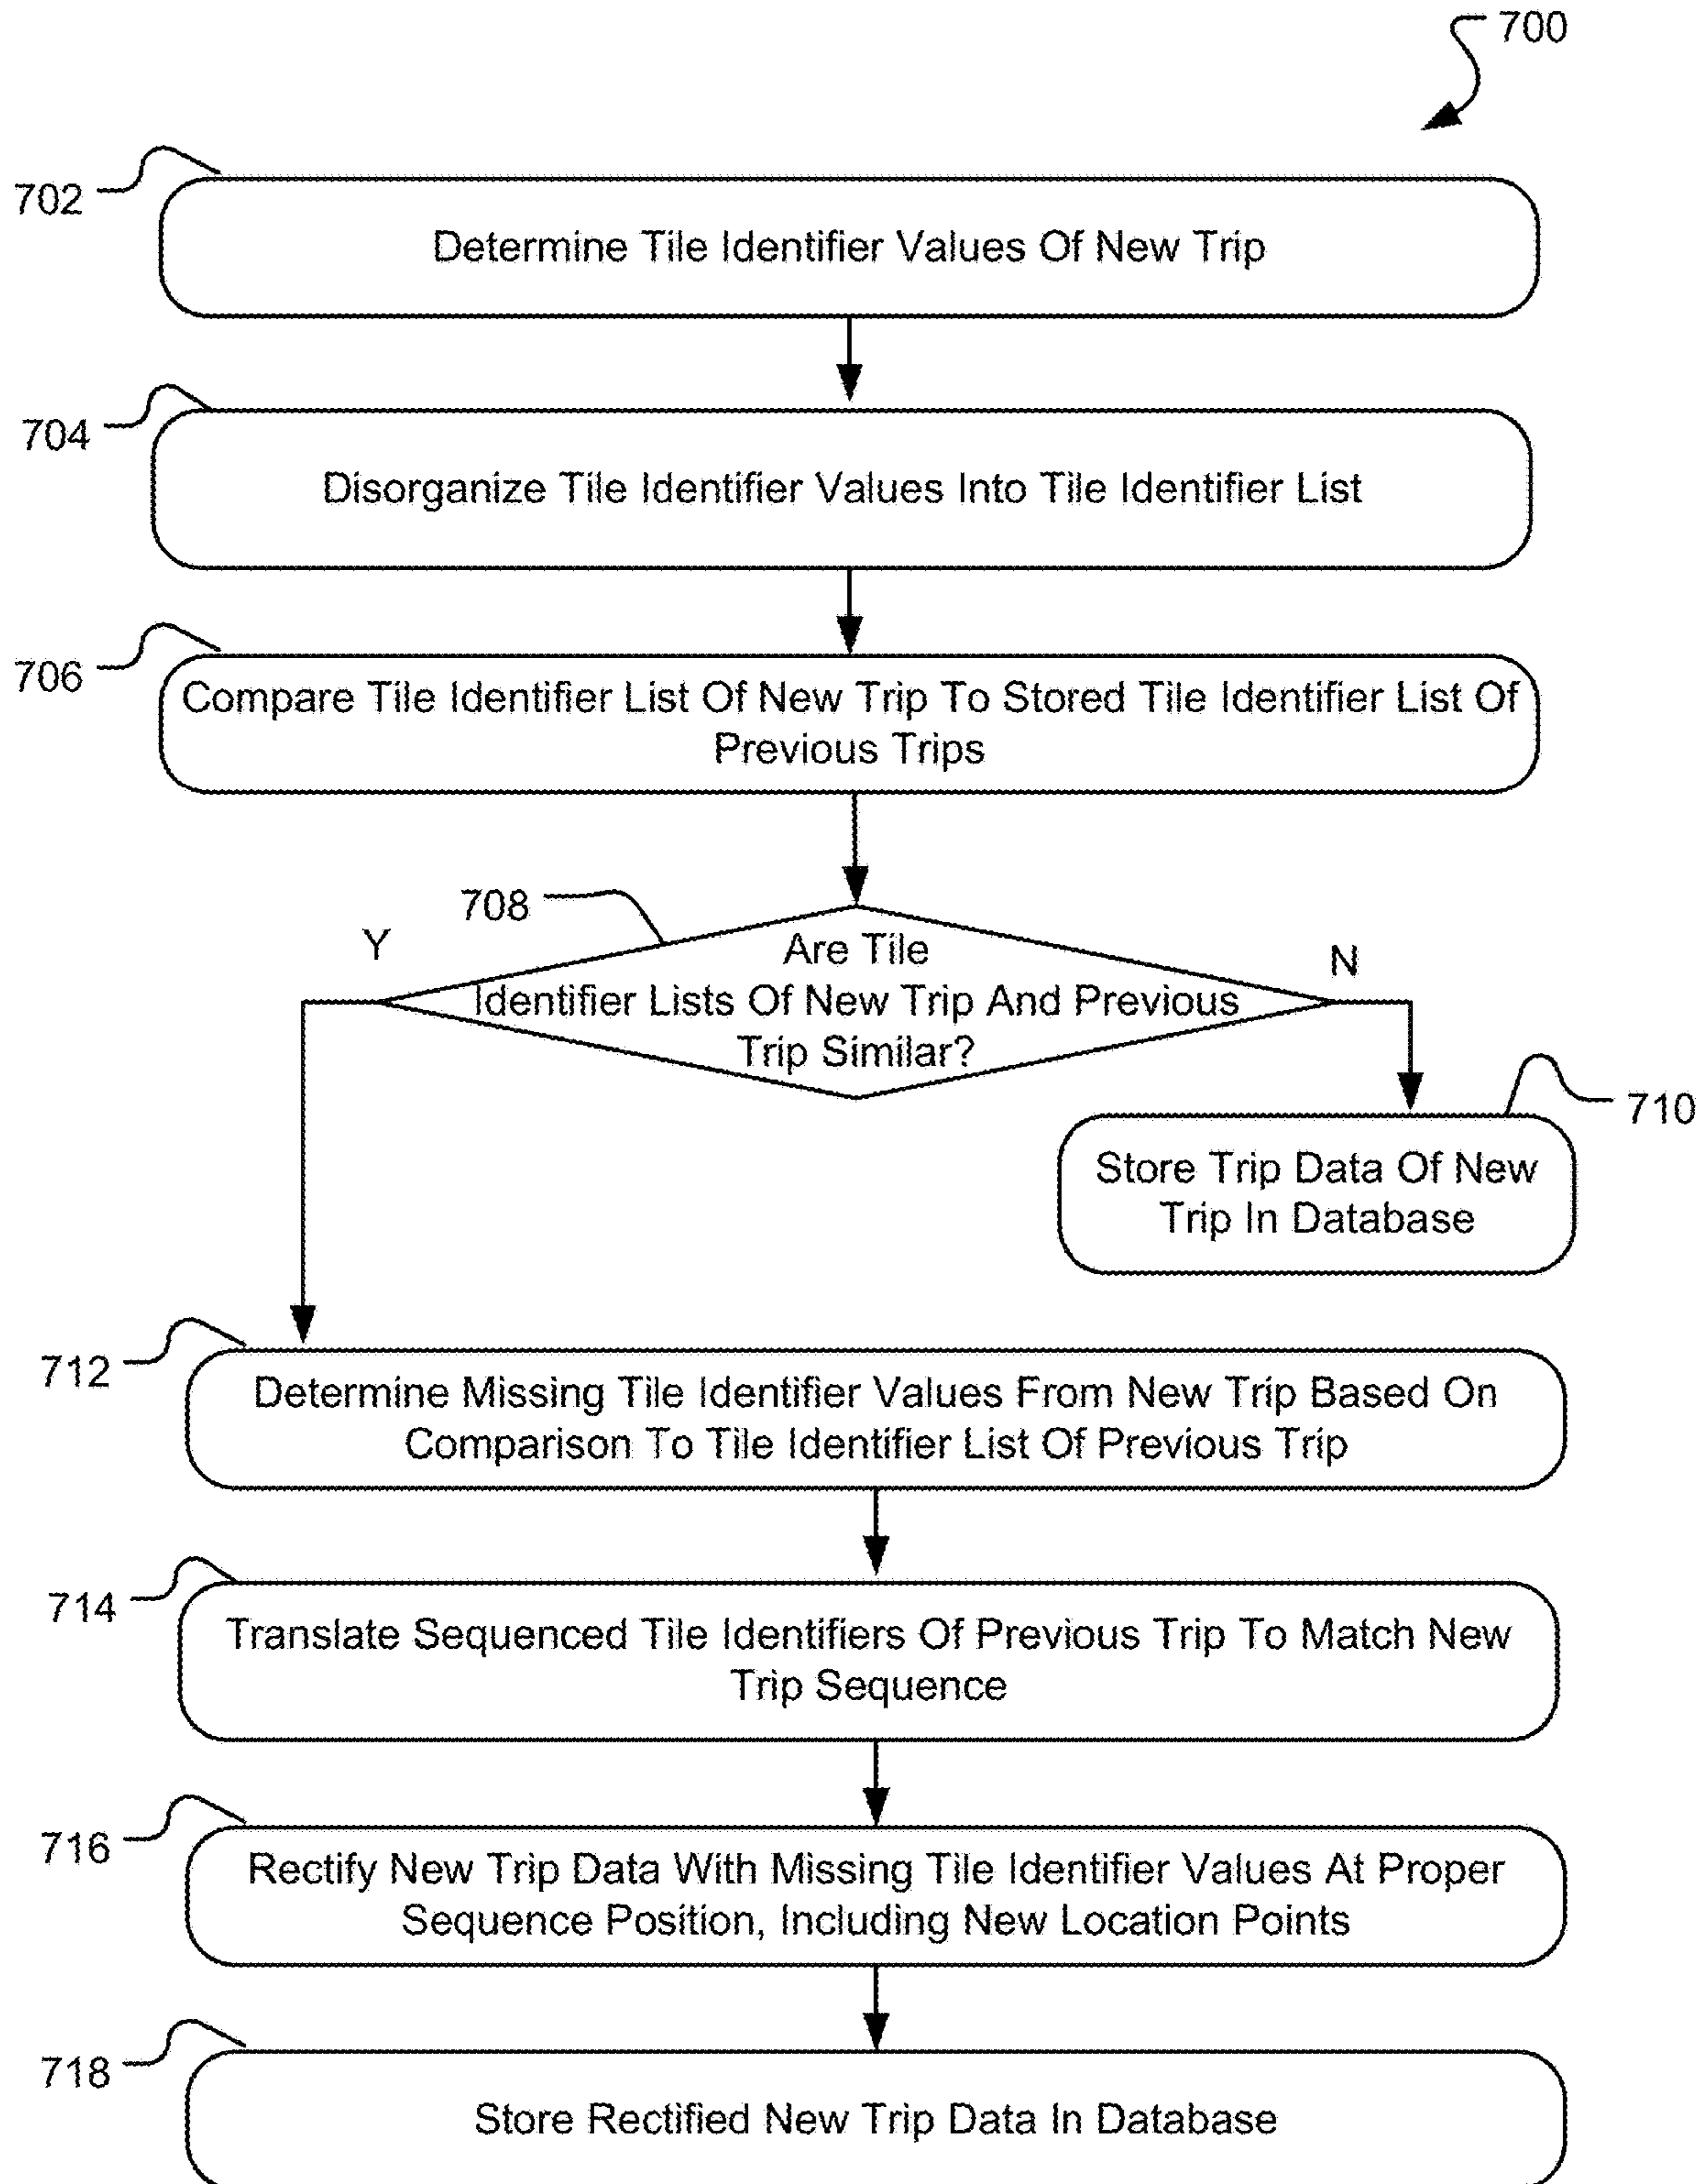 700
702
Determine Tile Identifier Values Of New Trip
704
Disorganize Tile Identifier Values Into Tile Identifier List
706
Compare Tile Identifier List Of New Trip To Stored Tile Identifier List Of
Previous Trips
708
Y
N
Are Tile
Identifier Lists Of New Trip And Previous
Trip Similar?
710
Store Trip Data Of New
Trip In Database
712
Determine Missing Tile Identifier Values From New Trip Based On
Comparison To Tile Identifier List Of Previous Trip
714
Translate Sequenced Tile Identifiers Of Previous Trip To Match New
Trip Sequence
716
Rectify New Trip Data With Missing Tile Identifier Values At Proper
Sequence Position, Including New Location Points
718
Store Rectified New Trip Data In Database